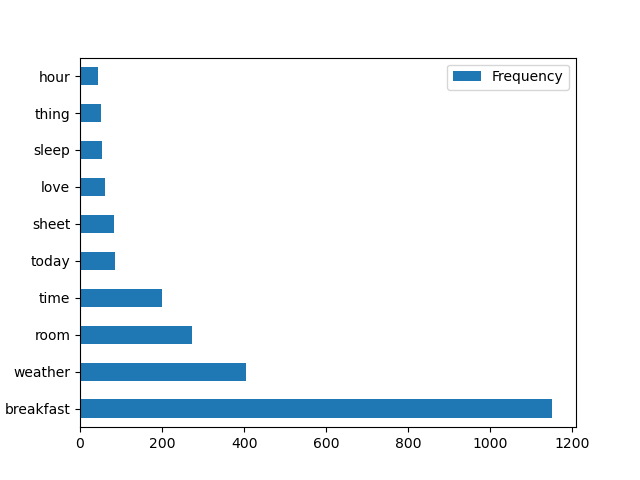 Frequency
hour
thing
sleep
love
sheet
today
time
room
weather
breakfast
0 200 400 600 800 1000 1200